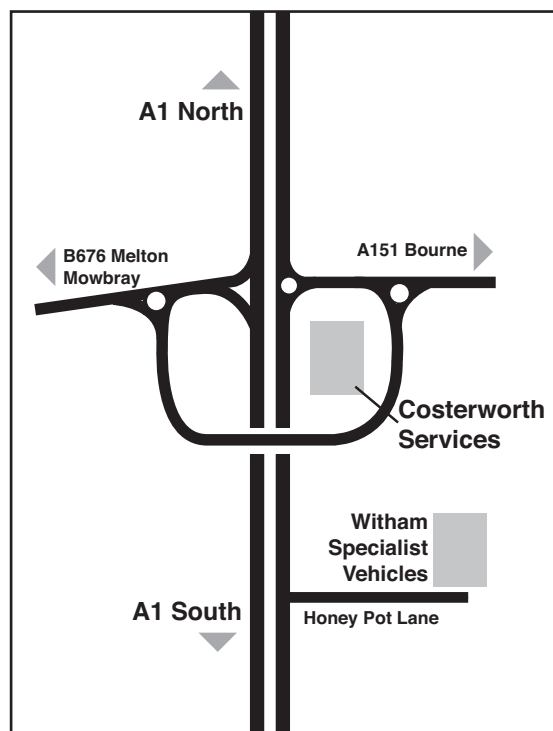 A1 North
B676 Melton
Mowbray
A151 Bourne
Costerworth
Services
Witham
Specialist
Vehicles
A1 South
Honey Pot Lane